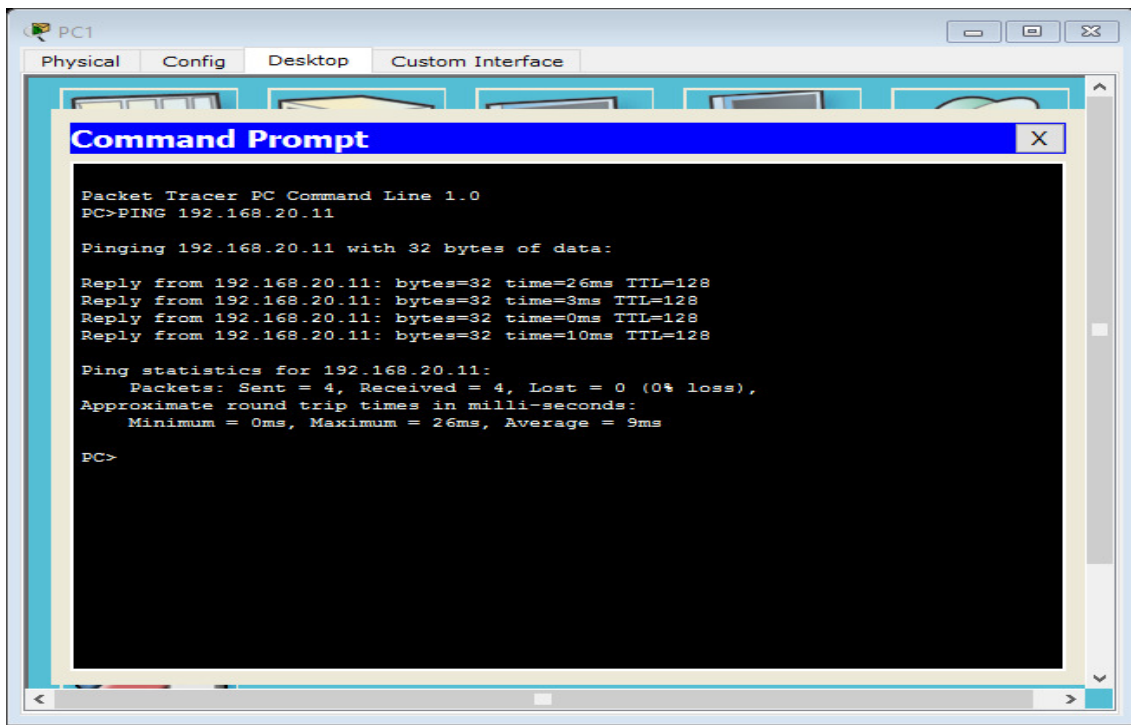 PC1
Physical Config Desktop Custom Interface
Command Prompt
X
Packet Tracer PC Command Line 1.0
PC>PING 192.168.20.11
Pinging 192.168.20.11 with 32 bytes of data:
Reply from 192.168.20.11: bytes=32 time=26ms TTL=128
Reply from 192.168.20.11: bytes=32 time=3ms TTL=128
Reply from 192.168.20.11: bytes=32 time=0ms TTL=128
Reply from 192.168.20.11: bytes=32 time=10ms TTL=128
Ping statistics for 192.168.20.11:
Packets: Sent = 4, Received = 4, Lost = 0 (0% loss),
Approximate round trip times in milli-seconds:
Minimum = 0ms, Maximum = 26ms, Average = 9ms
PC>